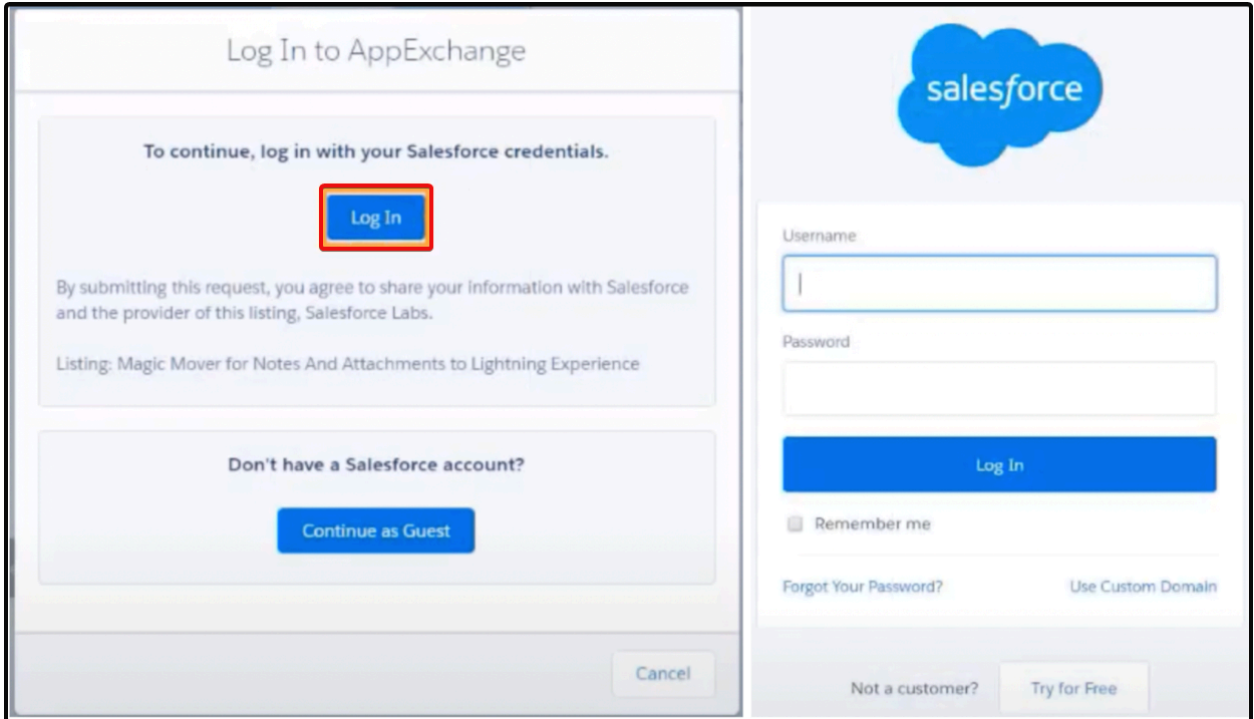 Log In to AppExchange
To continue, log in with your Salesforce credentials.
Log In
By submitting this request, you agree to share your information with Salesforce
and the provider of this listing, Salesforce Labs.
Listing: Magic Mover for Notes And Attachments to Lightning Experience
Don't have a Salesforce account?
Continue as Guest
Cancel
salesforce
Username
Password
Log In
Remember me
Forgot Your Password? Use Custom Domain
Not a customer? Try for Free